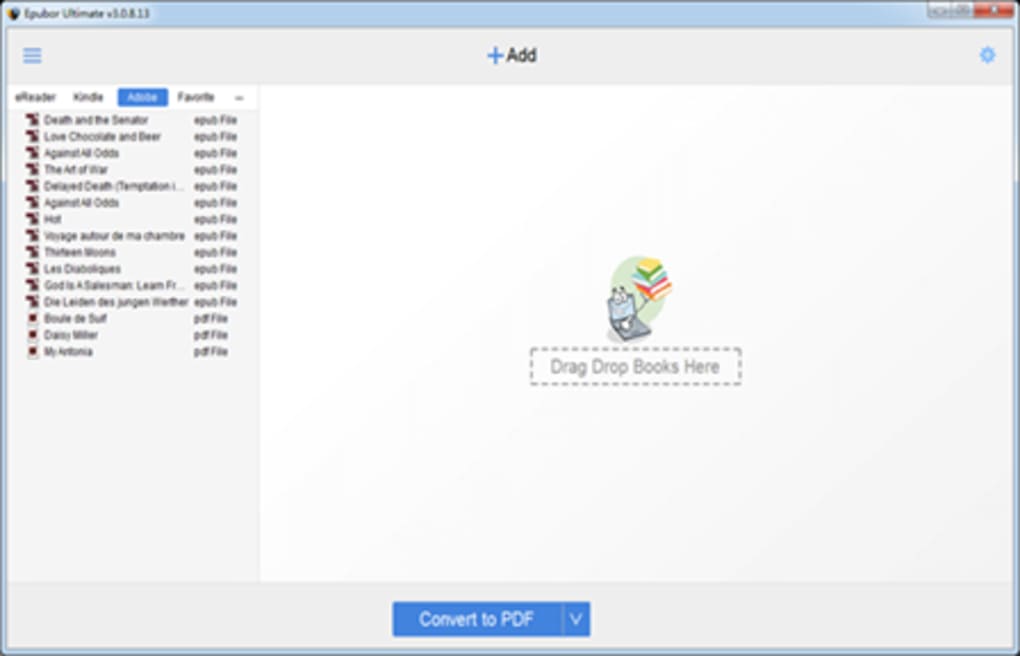 Epubor Ultimate v3.0.8.13
Add
eReader Kindle Adobe Favorite
Death and the Senator epub File
Love Chocolate and Beer epub File
Against All Odds epub File
The Art of War epub File
Delayed Death (Temptation i... epub File
Against All Odds epub File
Hot epub File
Voyage autour de ma chambre epub File
Thirteen Moons epub File
Les Diaboliques epub File
God Is A Salesman: Learn Fr... epub File
Die Leiden des jungen Werther epub File
Boule de Suif pdf File
Daisy Miller pdf File
My Antonia pdf File
Drag Drop Books Here
Convert to PDF